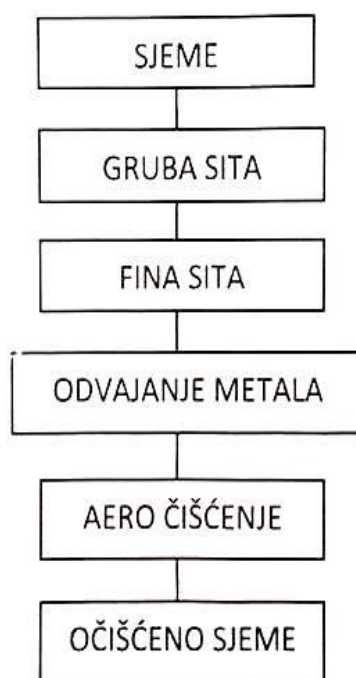 SJEME
GRUBA SITA
FINA SITA
ODVAJANJE METALA
AERO ČIŠĆENJE
OČIŠĆENO SJEME